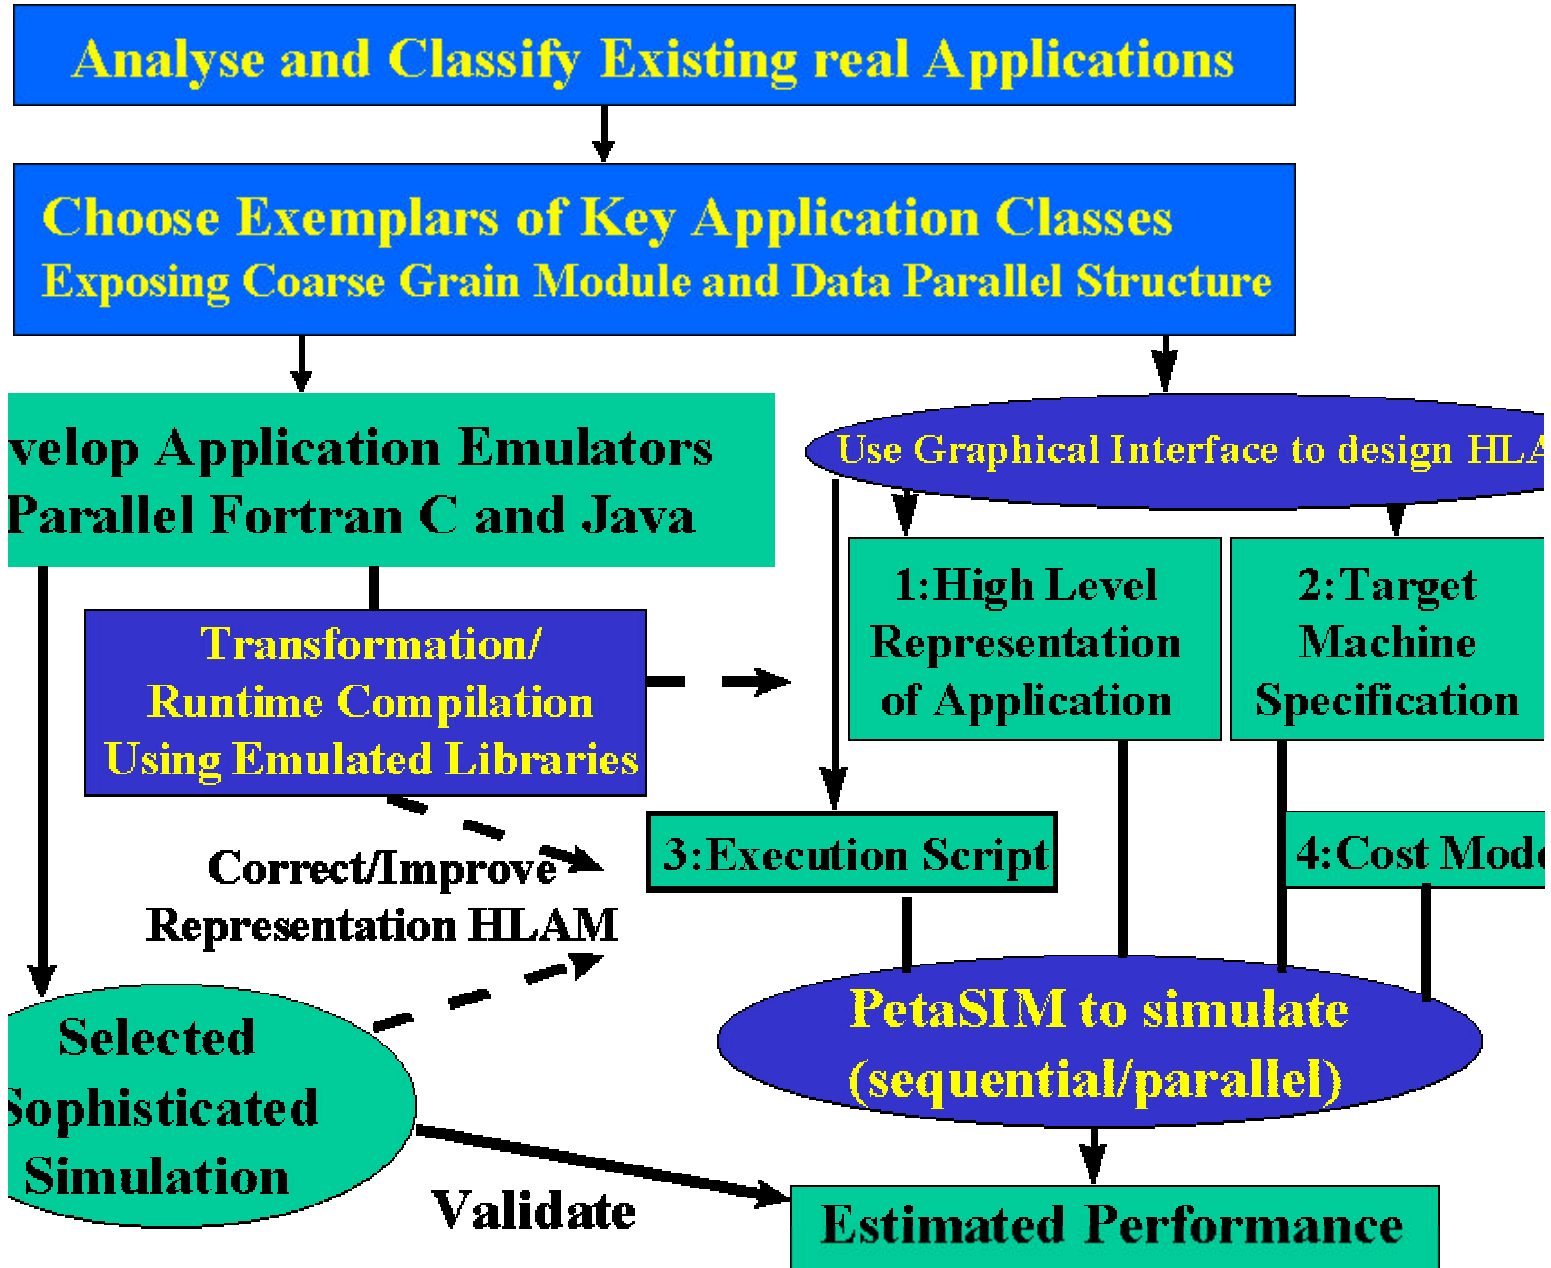 Analyse and Classify Existing real Applications
Choose Exemplars of Key Application Classes
Exposing Coarse Grain Module and Data Parallel Structure
velop Application Emulators
Parallel Fortran C and Java
Use Graphical Interface to design HLA
1:High Level
Representation
of Application
2:Target
Machine
Specification
Transformation/
Runtime Compilation
Using Emulated Libraries
3:Execution Script
4:Cost Mod
Correct/Improve
Representation HLAM
Selected
Sophisticated
Simulation
PetaSIM to simulate
(sequential/parallel)
Validate
Estimated Performance